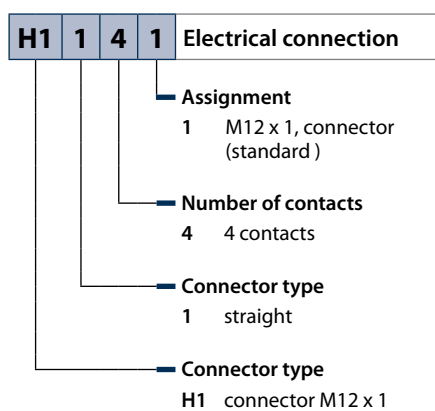 H1 1 4 1 Electrical connection
Assignment
1 M12 x 1, connector
(standard )
Number of contacts
4 4 contacts
Connector type
1 straight
Connector type
H1 connector M12 x 1